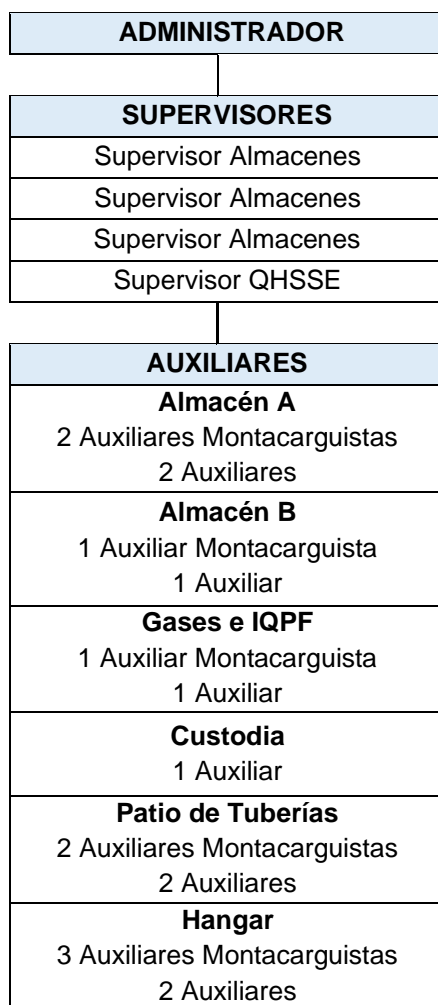 ADMINISTRADOR
SUPERVISORES
Supervisor Almacenes
Supervisor Almacenes
Supervisor Almacenes
Supervisor QHSSE
AUXILIARES
Almacén A
2 Auxiliares Montacarguistas
2 Auxiliares
Almacén B
1 Auxiliar Montacarguista
1 Auxiliar
Gases e IQPF
1 Auxiliar Montacarguista
1 Auxiliar
Custodia
1 Auxiliar
Patio de Tuberías
2 Auxiliares Montacarguistas
2 Auxiliares
Hangar
3 Auxiliares Montacarguistas
2 Auxiliares